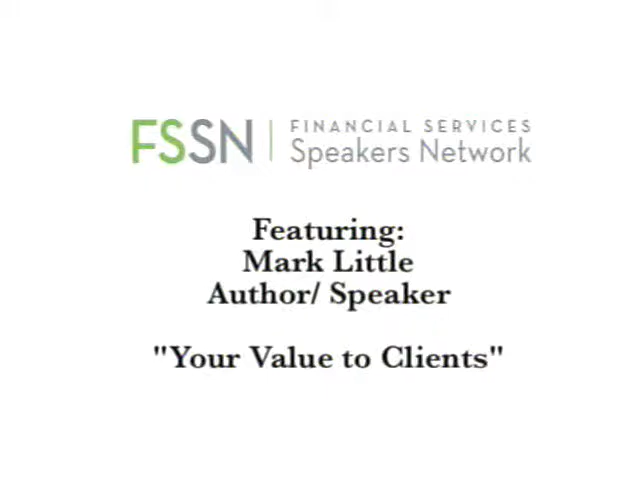 FSSN | FINANCIAL SERVICES
Speakers Network
Featuring:
Mark Little
Author/ Speaker
"Your Value to Clients"